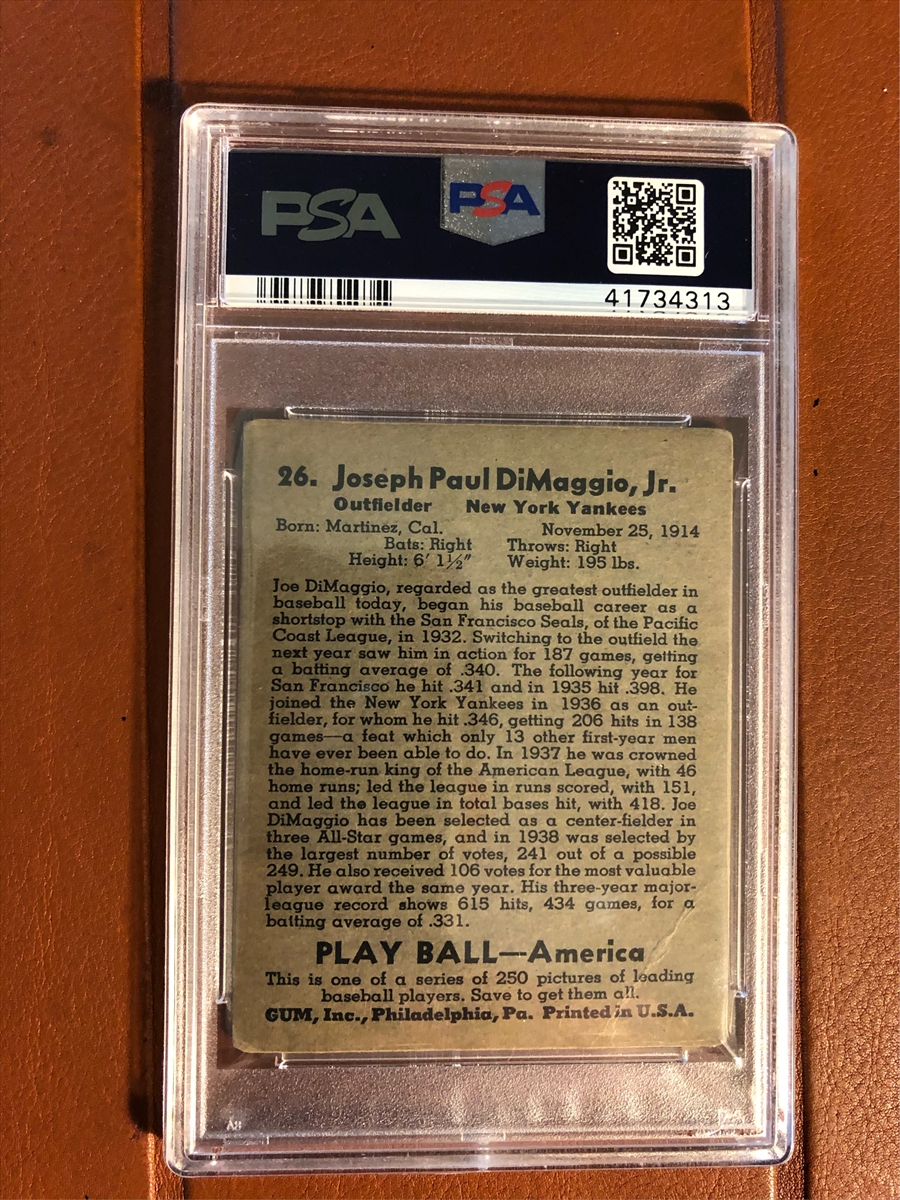 PSA PSA
41734313
26. Joseph Paul DiMaggio, Jr.
Outfielder New York Yankees
Born: Martinez, Cal. November 25, 1914
Bats: Right Throws: Right
Height: 6′ 1½″ Weight: 195 lbs.
Joe DiMaggio, regarded as the greatest outfielder in
baseball today, began his baseball career as a
shortstop with the San Francisco Seals, of the Pacific
Coast League, in 1932. Switching to the outfield the
next year saw him in action for 187 games, getting
a batting average of .340. The following year for
San Francisco he hit .341 and in 1935 hit .398. He
joined the New York Yankees in 1936 as an out-
fielder, for whom he hit .346, getting 206 hits in 138
games—a feat which only 13 other first-year men
have ever been able to do. In 1937 he was crowned
the home-run king of the American League, with 46
home runs; led the league in runs scored, with 151,
and led the league in total bases hit, with 418. Joe
DiMaggio has been selected as a center-fielder in
three All-Star games, and in 1938 was selected by
the largest number of votes, 241 out of a possible
249. He also received 106 votes for the most valuable
player award the same year. His three-year major-
league record shows 615 hits, 434 games, for a
batting average of .331.
PLAY BALL—America
This is one of a series of 250 pictures of leading
baseball players. Save to get them all.
GUM, Inc., Philadelphia, Pa. Printed in U.S.A.